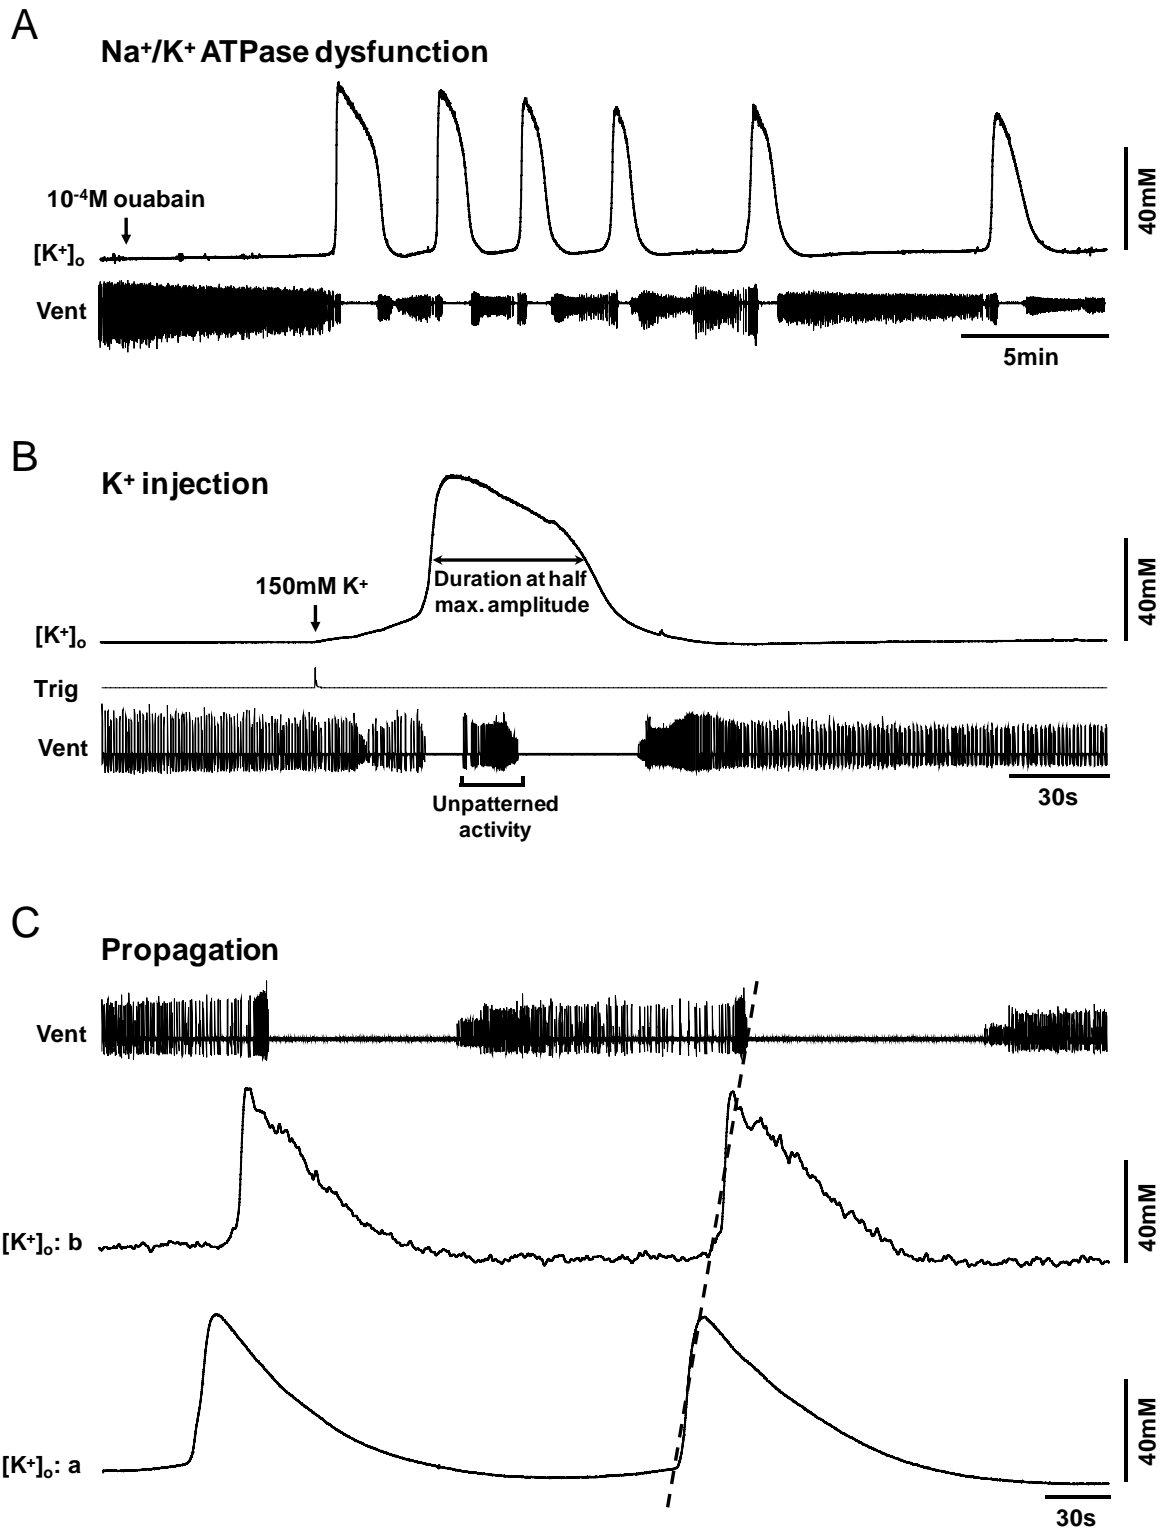 A
Na⁺/K⁺ ATPase dysfunction
10⁻⁴M ouabain
[K⁺]ₒ
40mM
Vent
5min
B
K⁺ injection
150mM K⁺
Duration at half
max. amplitude
[K⁺]ₒ
40mM
Trig
Vent
30s
Unpatterned
activity
C
Propagation
Vent
[K⁺]ₒ: b
40mM
[K⁺]ₒ: a
40mM
30s